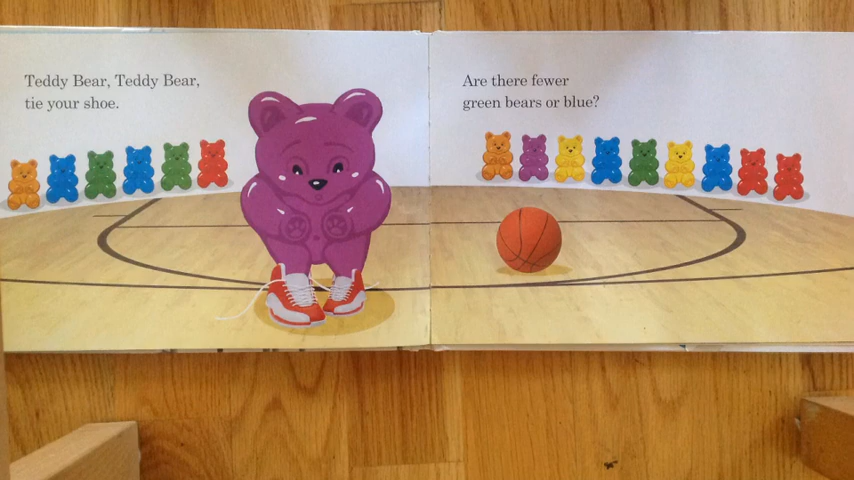 Teddy Bear, Teddy Bear,
tie your shoe.
Are there fewer
green bears or blue?